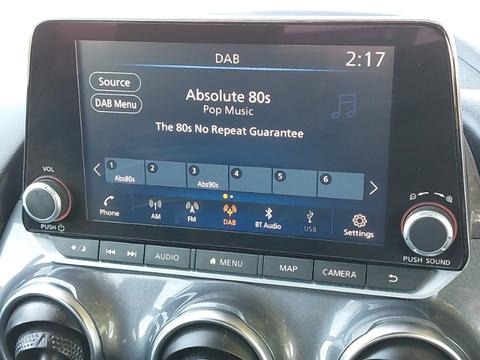 DAB
2:17
Source
DAB Menu
Absolute 80s
Pop Music
The 80s No Repeat Guarantee
1 2 3 4 5 6
Abs80s Abs90s
Phone AM FM DAB BT Audio USB Settings
VOL
PUSH
PUSH SOUND
AUDIO MENU MAP CAMERA